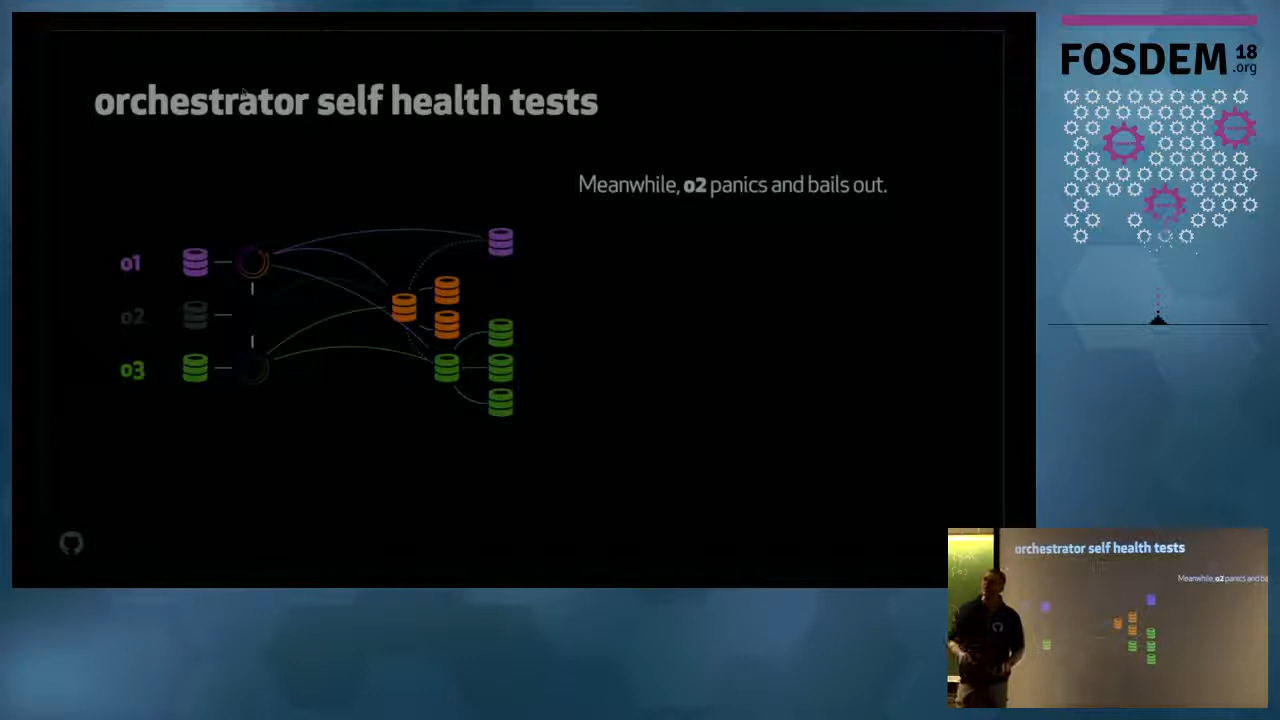 orchestrator self health tests
Meanwhile, o2 panics and bails out.
o1
o2
o3
FOSDEM 18
.org
orchestrator self health tests
Meanwhile, o2 panics and ba